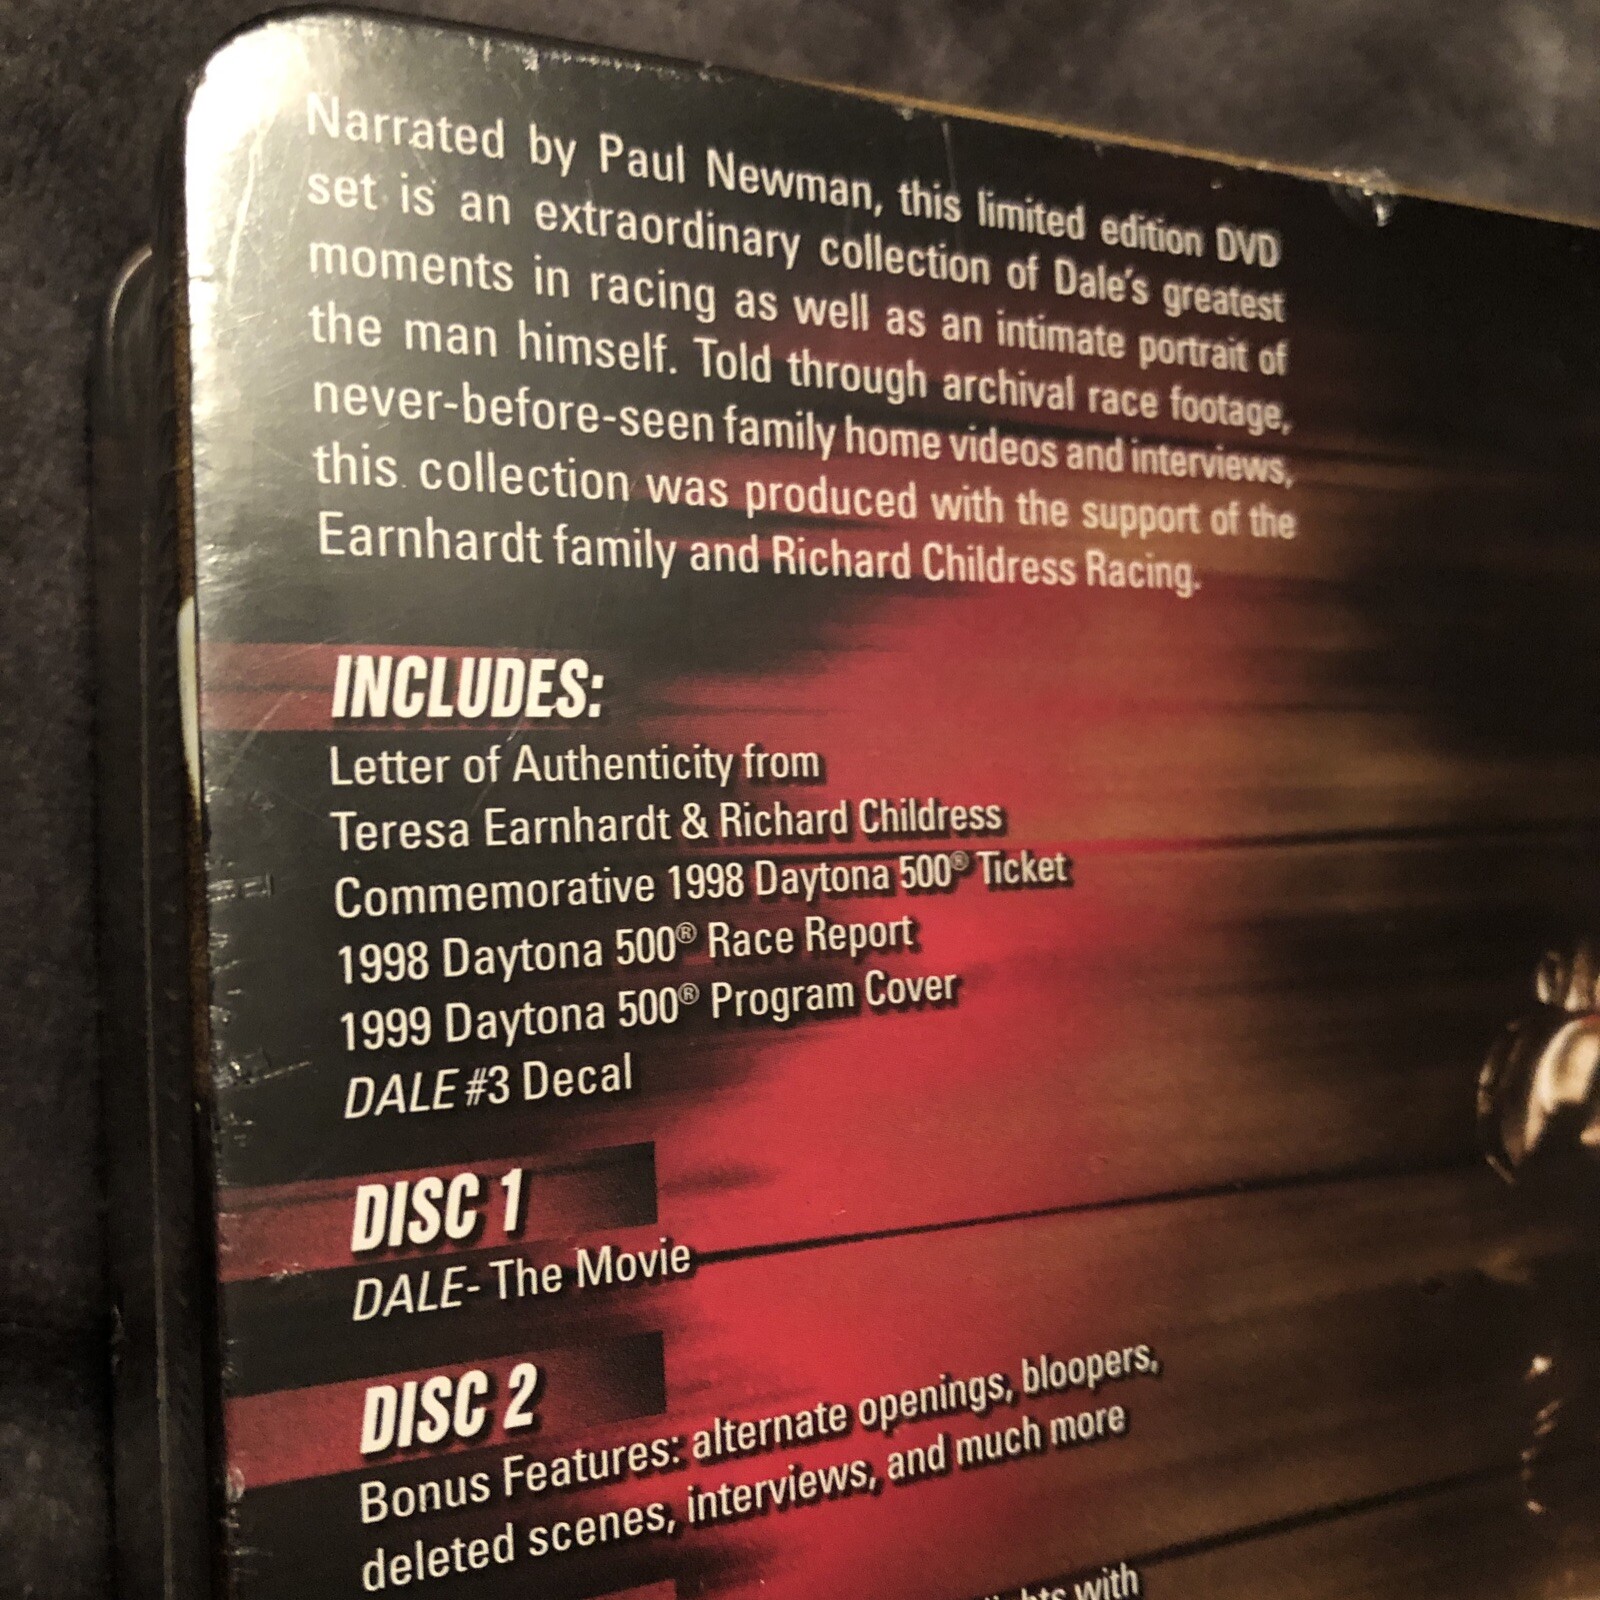 Narrated by Paul Newman, this limited edition DVD
set is an extraordinary collection of Dale's greatest
moments in racing as well as an intimate portrait of
the man himself. Told through archival race footage,
never-before-seen family home videos and interviews,
this collection was produced with the support of the
Earnhardt family and Richard Childress Racing.
INCLUDES:
Letter of Authenticity from
Teresa Earnhardt & Richard Childress
Commemorative 1998 Daytona 500® Ticket
1998 Daytona 500® Race Report
1999 Daytona 500® Program Cover
DALE #3 Decal
DISC 1
DALE- The Movie
DISC 2
Bonus Features: alternate openings, bloopers,
deleted scenes, interviews, and much more
with